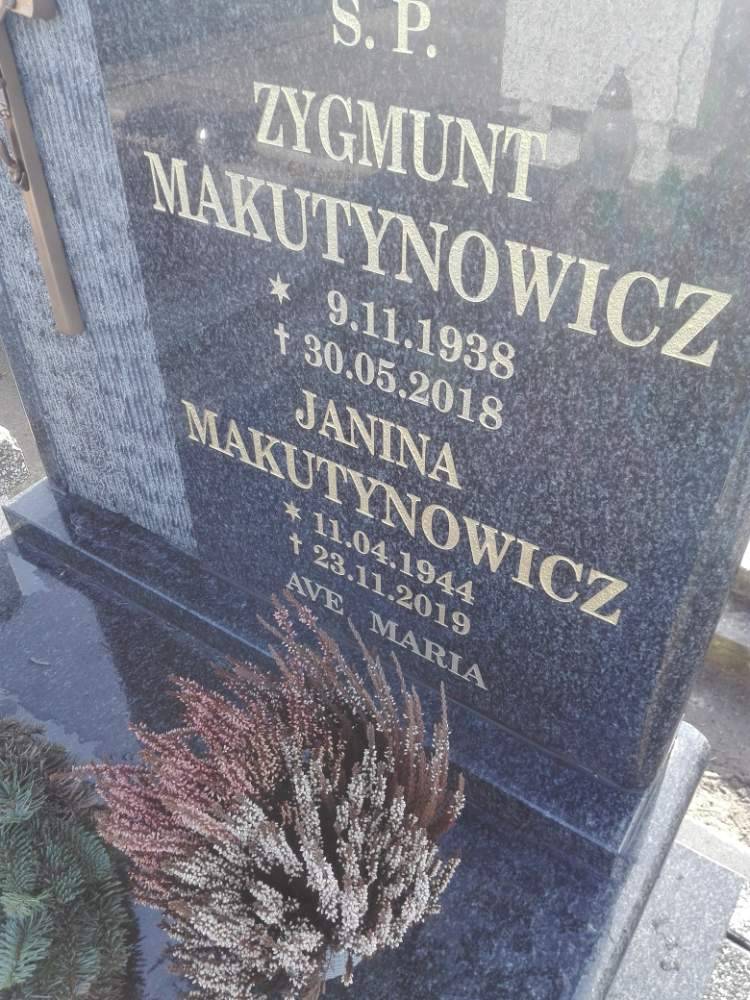 S. P.
ZYGMUNT
MAKUTYNOWICZ
* 9.11.1938
† 30.05.2018
JANINA
MAKUTYNOWICZ
* 11.04.1944
† 23.11.2019
AVE MARIA